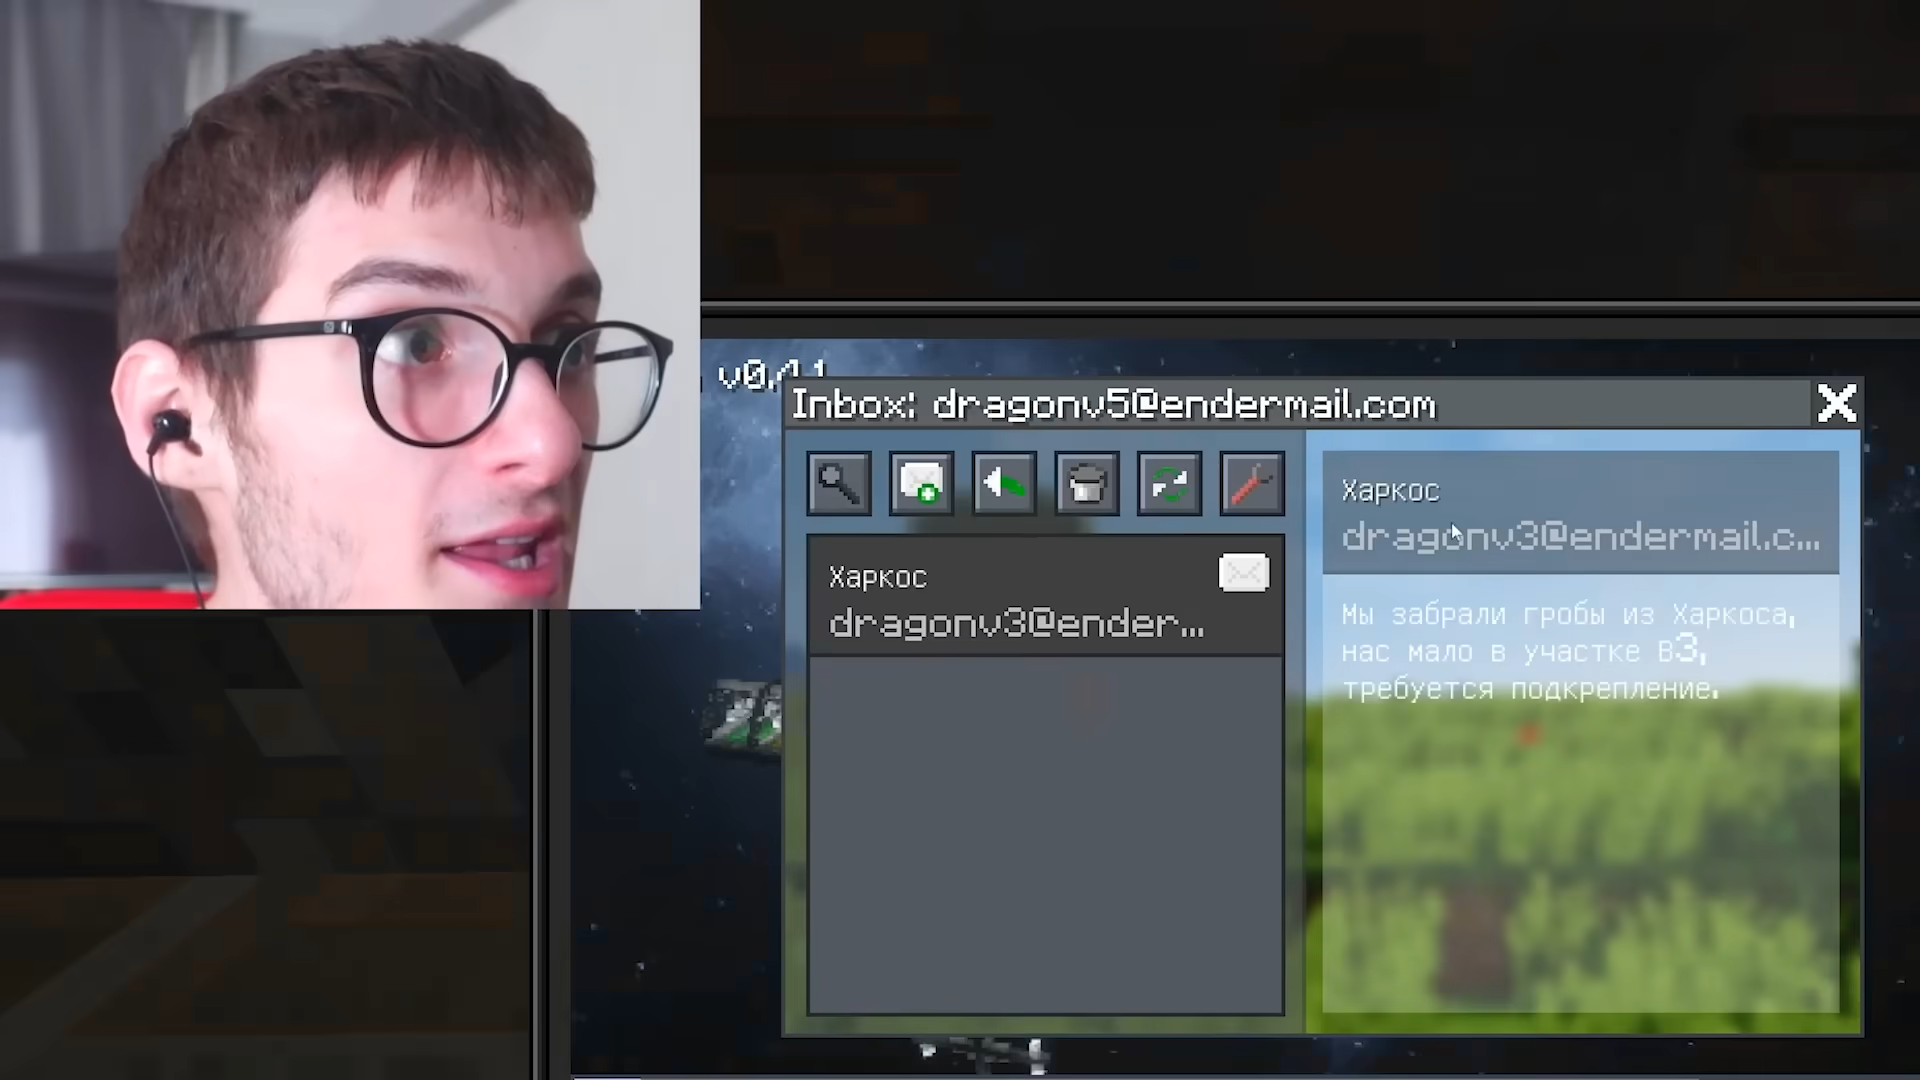 v0.4.1
Inbox: dragonv5@endermail.com
Харкос
dragonv3@ender...
Харкос
dragonv3@endermail.c...
Мы забрали гробы из Харкоса,
нас мало в участке В3,
требуется подкрепление.